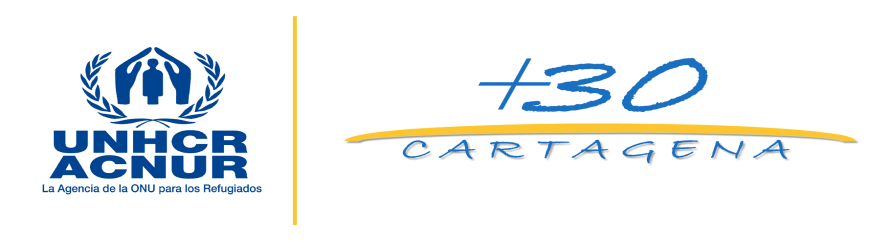 UNHCR
ACNUR
La Agencia de la ONU para los Refugiados
+30
CARTAGENA